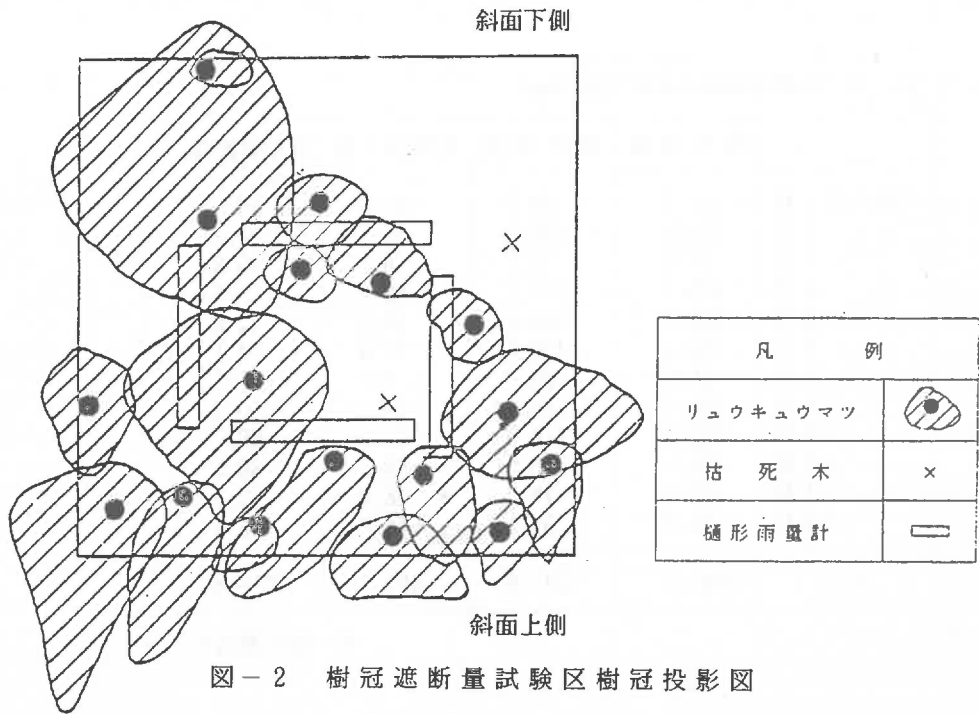 斜面下側
凡 例
リュウキュウマツ
枯死木 ×
樋形雨量計
斜面上側
図－2 樹冠遮断量試験区樹冠投影図